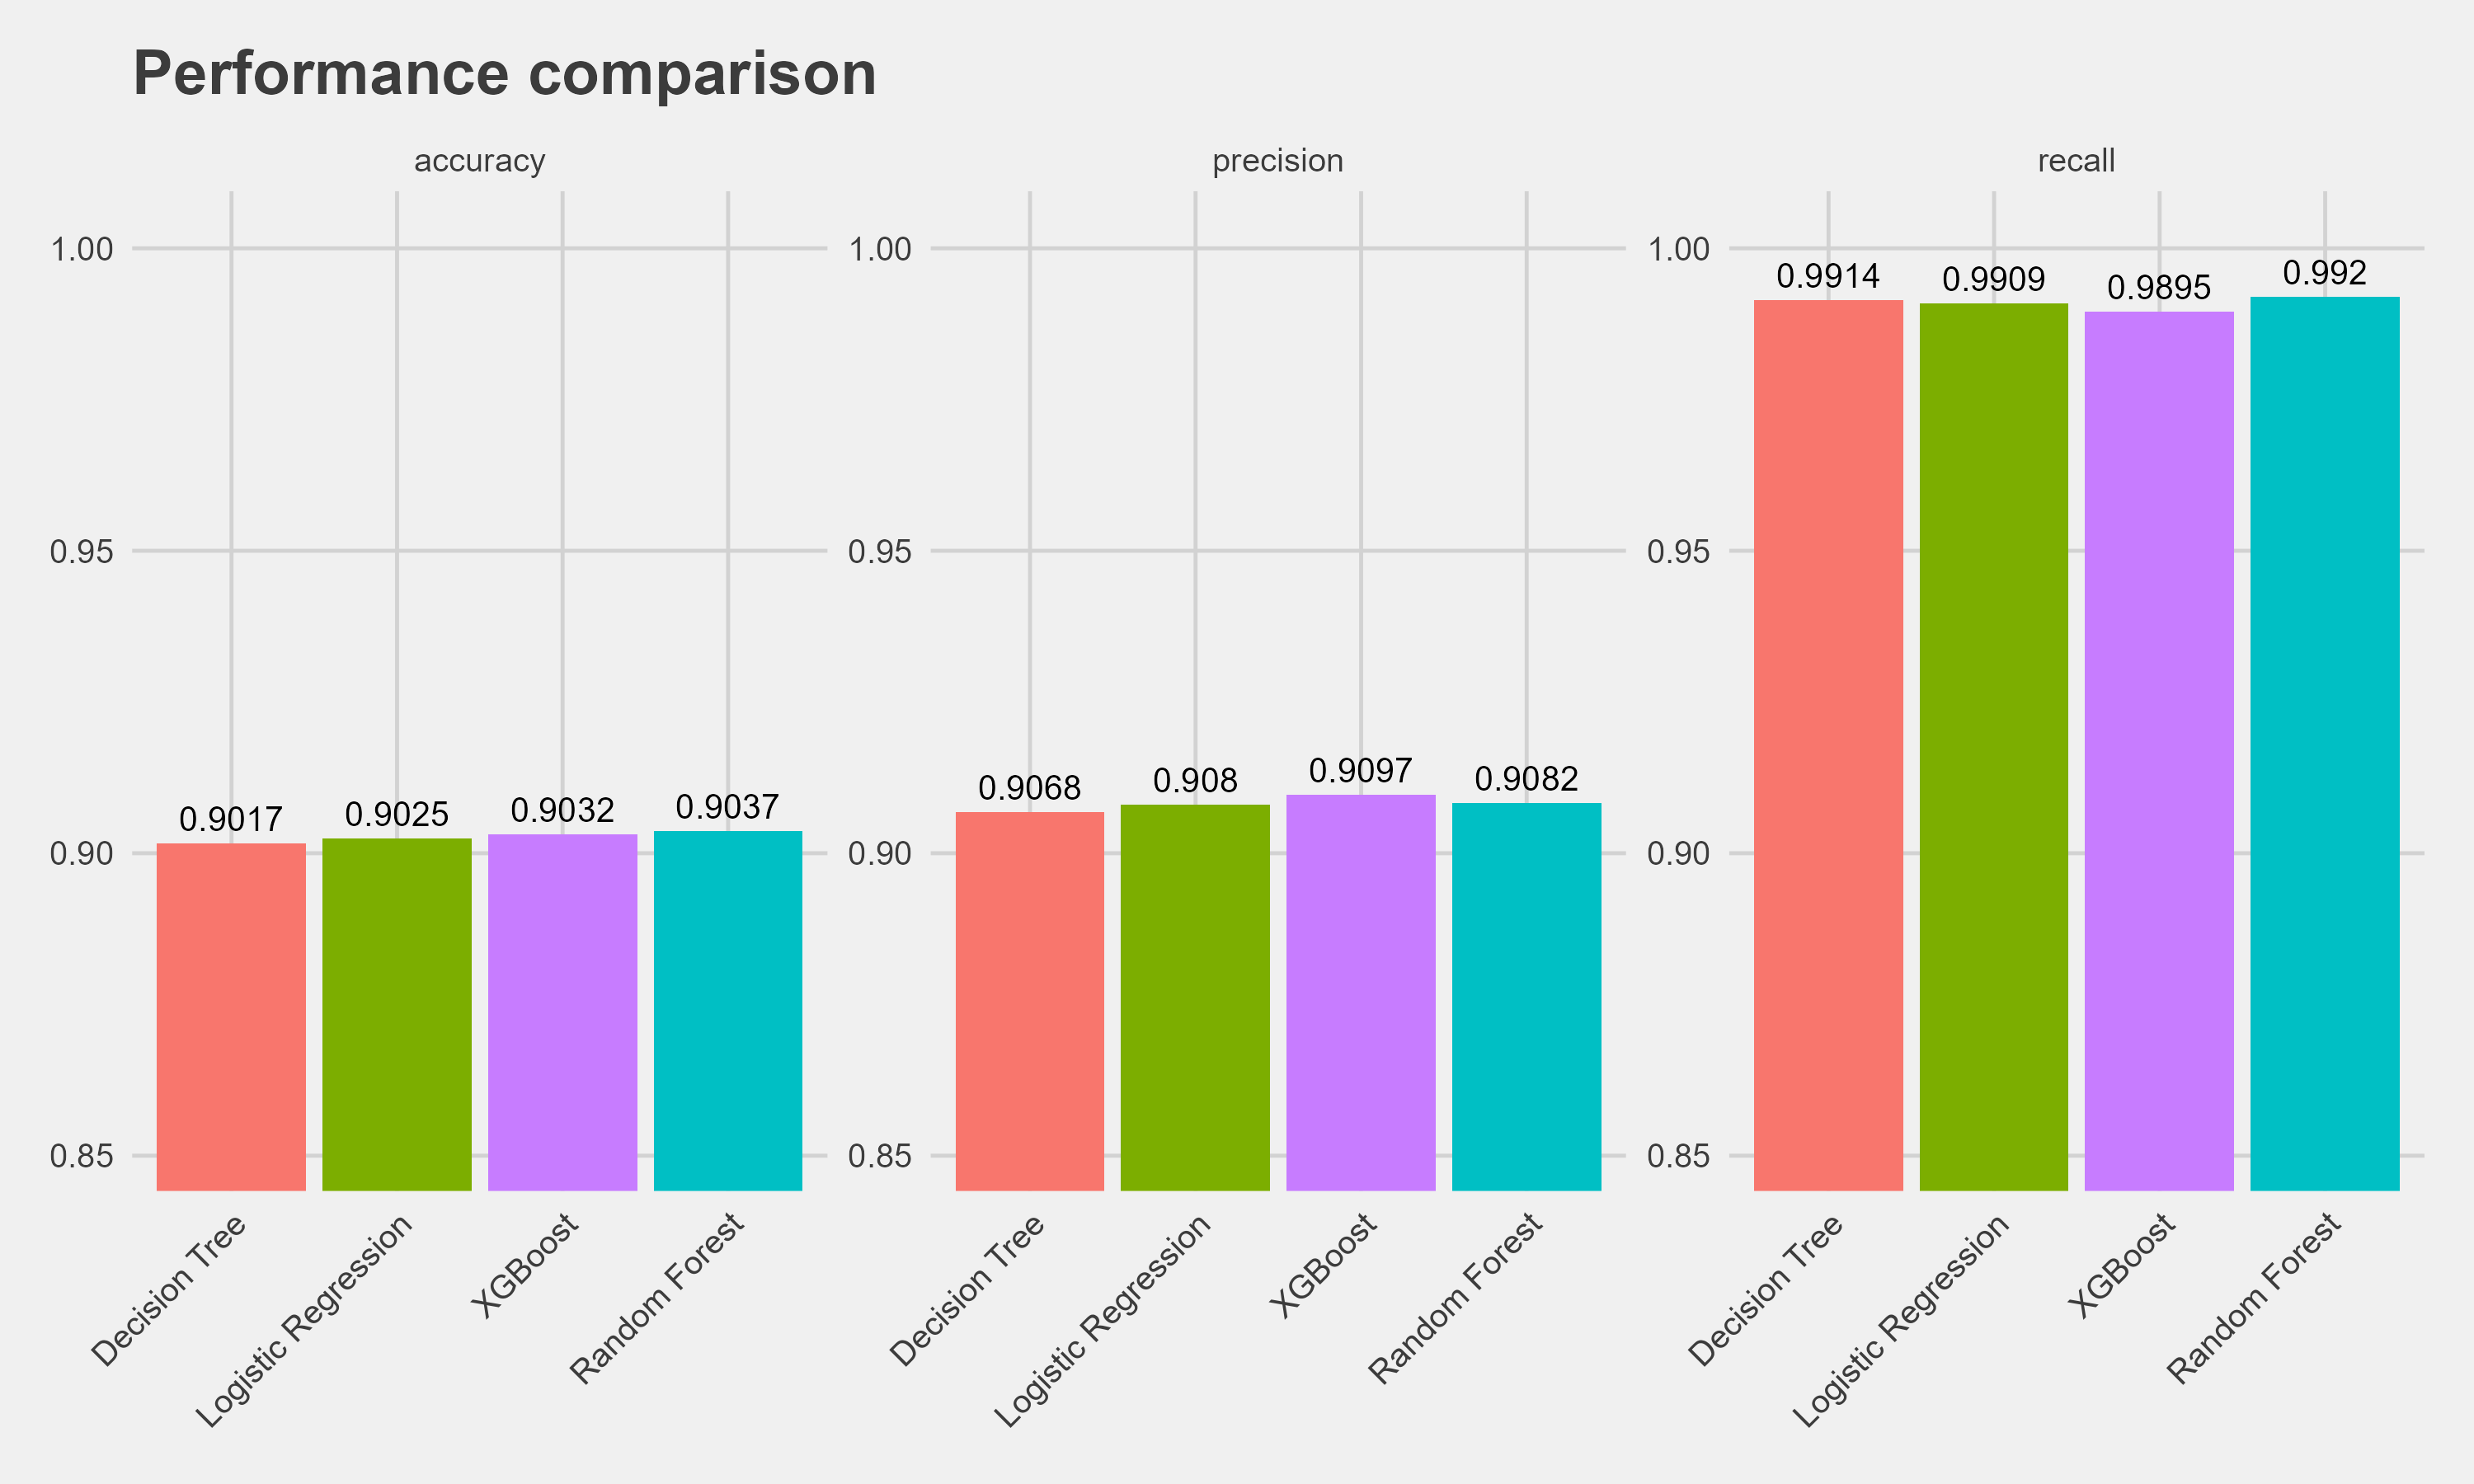 Performance comparison
accuracy
precision
recall
1.00
0.95
0.90
0.85
0.9017
0.9025
0.9032
0.9037
Decision Tree
Logistic Regression
XGBoost
Random Forest
1.00
0.95
0.90
0.85
0.9068
0.908
0.9097
0.9082
Decision Tree
Logistic Regression
XGBoost
Random Forest
1.00
0.95
0.90
0.85
0.9914
0.9909
0.9895
0.992
Decision Tree
Logistic Regression
XGBoost
Random Forest